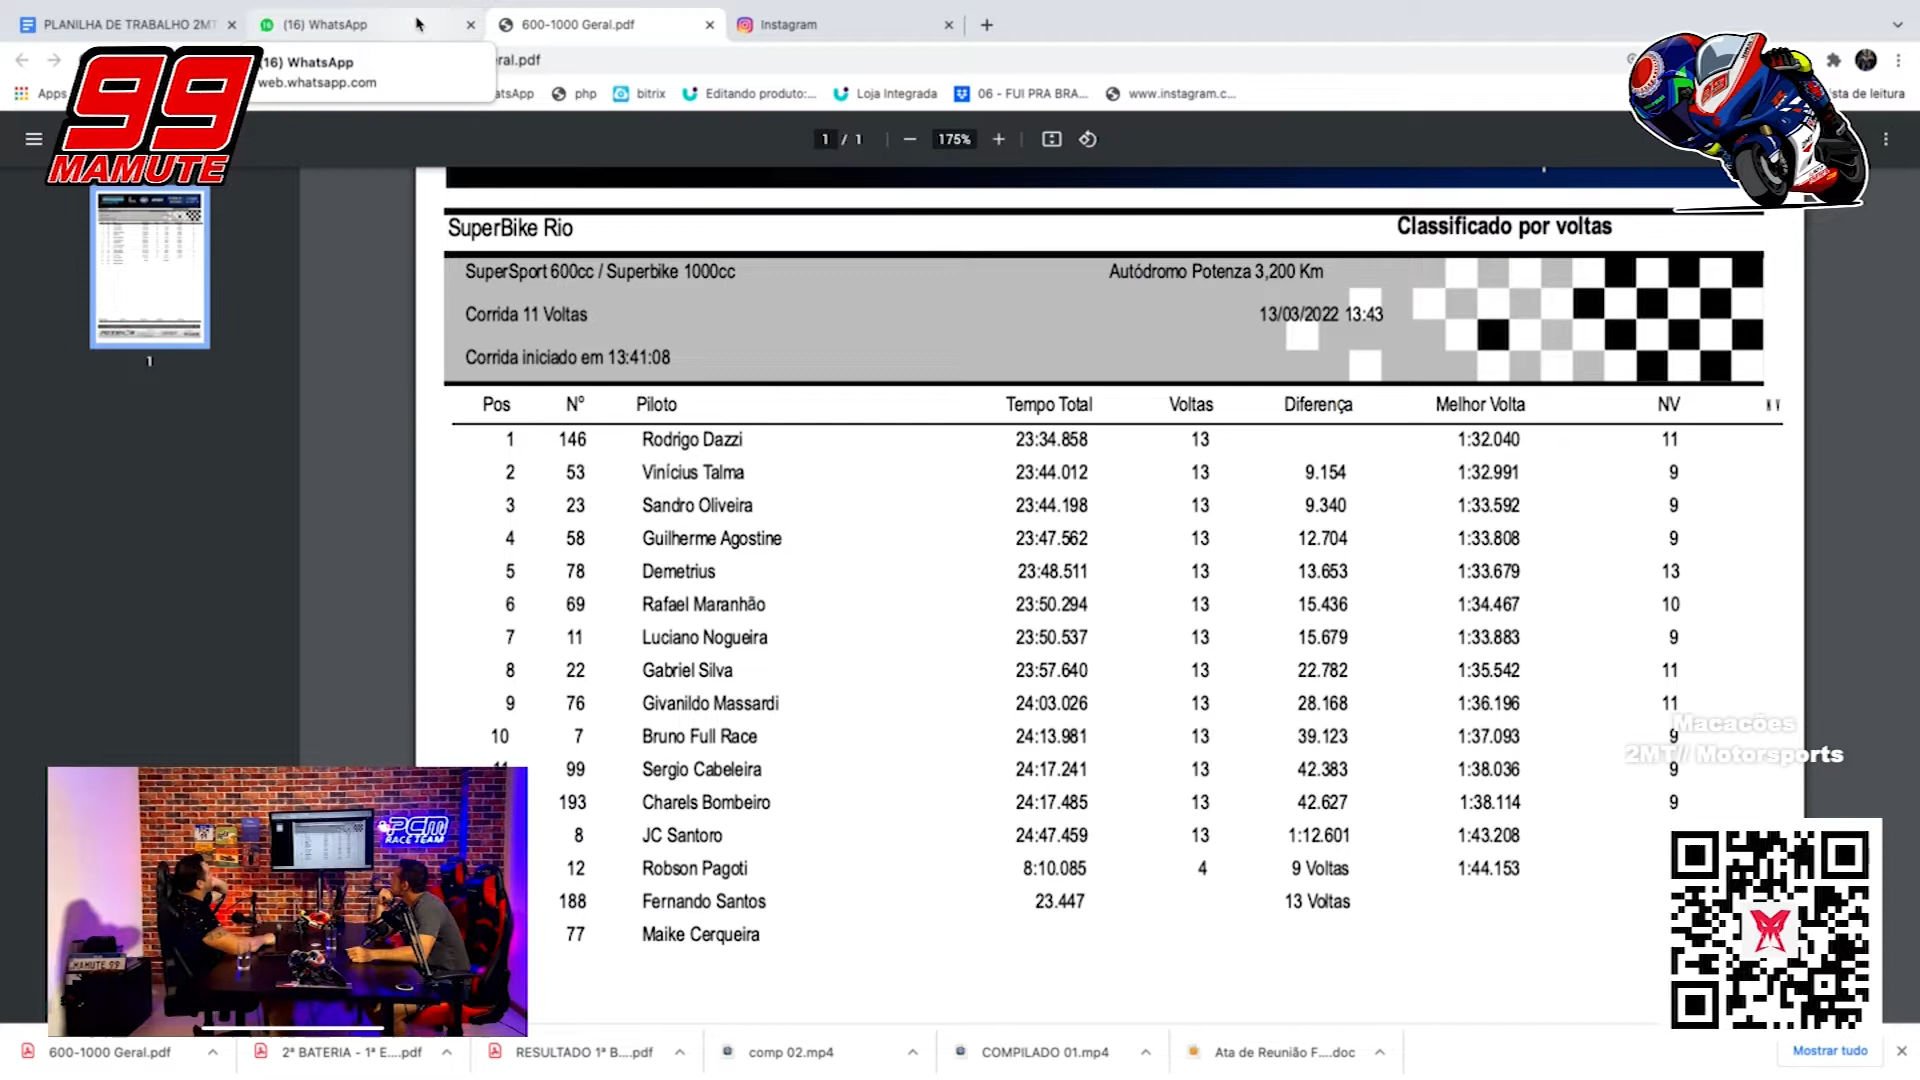 PLANILHA DE TRABALHO 2MT
(16) WhatsApp
600-1000 Geral.pdf
Instagram
(16) WhatsApp
web.whatsapp.com
ral.pdf
Apps
atsApp
php
bitrix
Editando produto:...
Loja Integrada
06 - FUI PRA BRA...
www.instagram.c...
sta de leitura
99
MAMUTE
1 / 1
175%
1
SuperBike Rio
Classificado por voltas
SuperSport 600cc / Superbike 1000cc
Autódromo Potenza 3,200 Km
Corrida 11 Voltas
13/03/2022 13:43
Corrida iniciado em 13:41:08
Pos Nº Piloto Tempo Total Voltas Diferença Melhor Volta NV
1 146 Rodrigo Dazzi 23:34.858 13 1:32.040 11
2 53 Vinícius Talma 23:44.012 13 9.154 1:32.991 9
3 23 Sandro Oliveira 23:44.198 13 9.340 1:33.592 9
4 58 Guilherme Agostine 23:47.562 13 12.704 1:33.808 9
5 78 Demetrius 23:48.511 13 13.653 1:33.679 13
6 69 Rafael Maranhão 23:50.294 13 15.436 1:34.467 10
7 11 Luciano Nogueira 23:50.537 13 15.679 1:33.883 9
8 22 Gabriel Silva 23:57.640 13 22.782 1:35.542 11
9 76 Givanildo Massardi 24:03.026 13 28.168 1:36.196 11
10 7 Bruno Full Race 24:13.981 13 39.123 1:37.093 9
99 Sergio Cabeleira 24:17.241 13 42.383 1:38.036 9
193 Charels Bombeiro 24:17.485 13 42.627 1:38.114 9
8 JC Santoro 24:47.459 13 1:12.601 1:43.208
12 Robson Pagoti 8:10.085 4 9 Voltas 1:44.153
188 Fernando Santos 23.447 13 Voltas
77 Maike Cerqueira
Macacões
2MT// Motorsports
PCM
RACE TEAM
MAMUTE 99
600-1000 Geral.pdf
2ª BATERIA - 1ª E....pdf
RESULTADO 1ª B....pdf
comp 02.mp4
COMPILADO 01.mp4
Ata de Reunião F....doc
Mostrar tudo